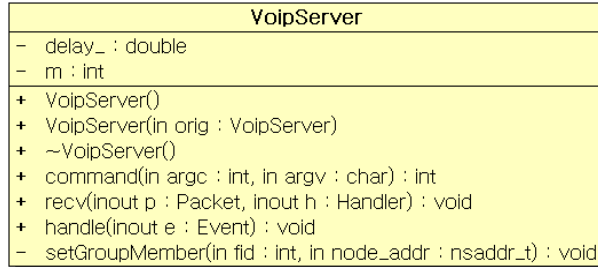 VoipServer
- delay_ : double
- m : int
+ VoipServer()
+ VoipServer(in orig : VoipServer)
+ ~VoipServer()
+ command(in argc : int, in argv : char) : int
+ recv(inout p : Packet, inout h : Handler) : void
+ handle(inout e : Event) : void
- setGroupMember(in fid : int, in node_addr : nsaddr_t) : void